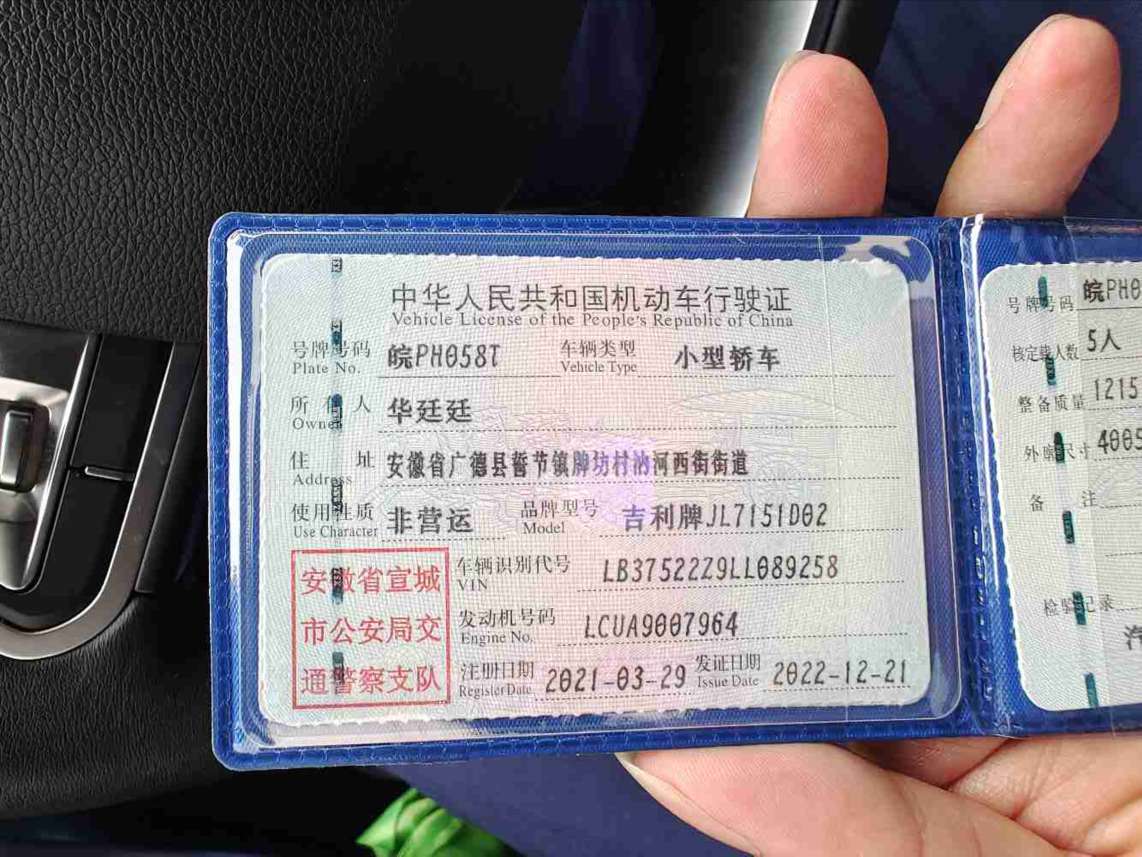 中华人民共和国机动车行驶证
Vehicle License of the People's Republic of China
号牌号码 皖PH058T 车辆类型 小型轿车
Plate No. Vehicle Type
所有人 华廷廷
Owner
住址 安徽省广德县誓节镇牌坊村汭河西街街道
Address
使用性质 非营运 品牌型号 吉利牌JL7151D02
Use Character Model
安徽省宣城
市公安局交
通警察支队
车辆识别代号 LB37522Z9LL089258
VIN
发动机号码 LCUA9007964
Engine No.
注册日期 2021-03-29 发证日期 2022-12-21
Register Date Issue Date
号牌号码 皖PH0
核定载人数 5人
整备质量 1215
外廓尺寸 4005
备注
检验记录